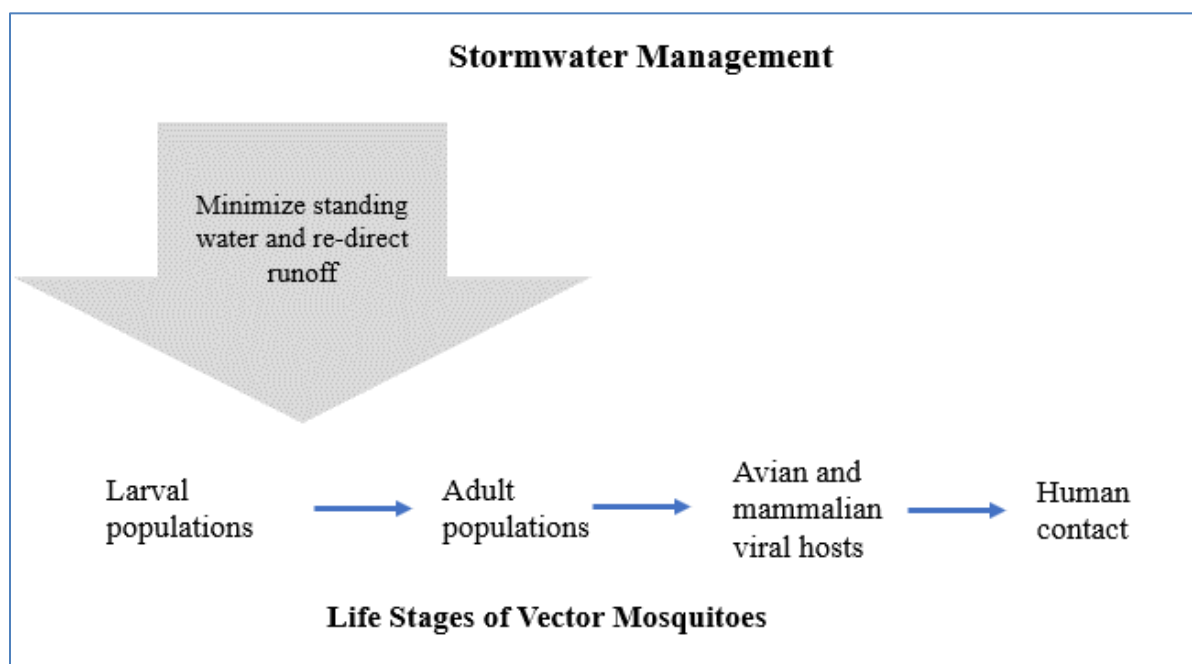 Stormwater Management
Minimize standing
water and re-direct
runoff
Larval
populations
Adult
populations
Avian and
mammalian
viral hosts
Human
contact
Life Stages of Vector Mosquitoes